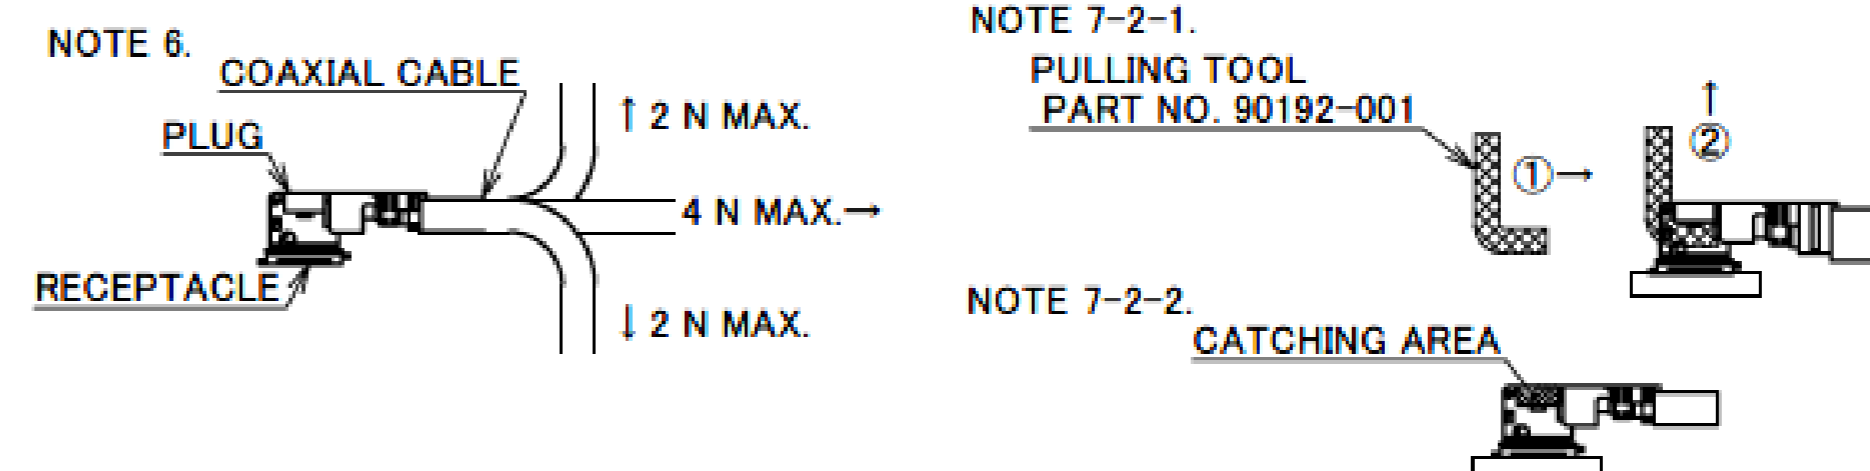 NOTE 6.
COAXIAL CABLE
PLUG
↑ 2 N MAX.
4 N MAX.→
RECEPTACLE
↓ 2 N MAX.
NOTE 7-2-1.
PULLING TOOL
PART NO. 90192-001
①→
↑
②
NOTE 7-2-2.
CATCHING AREA